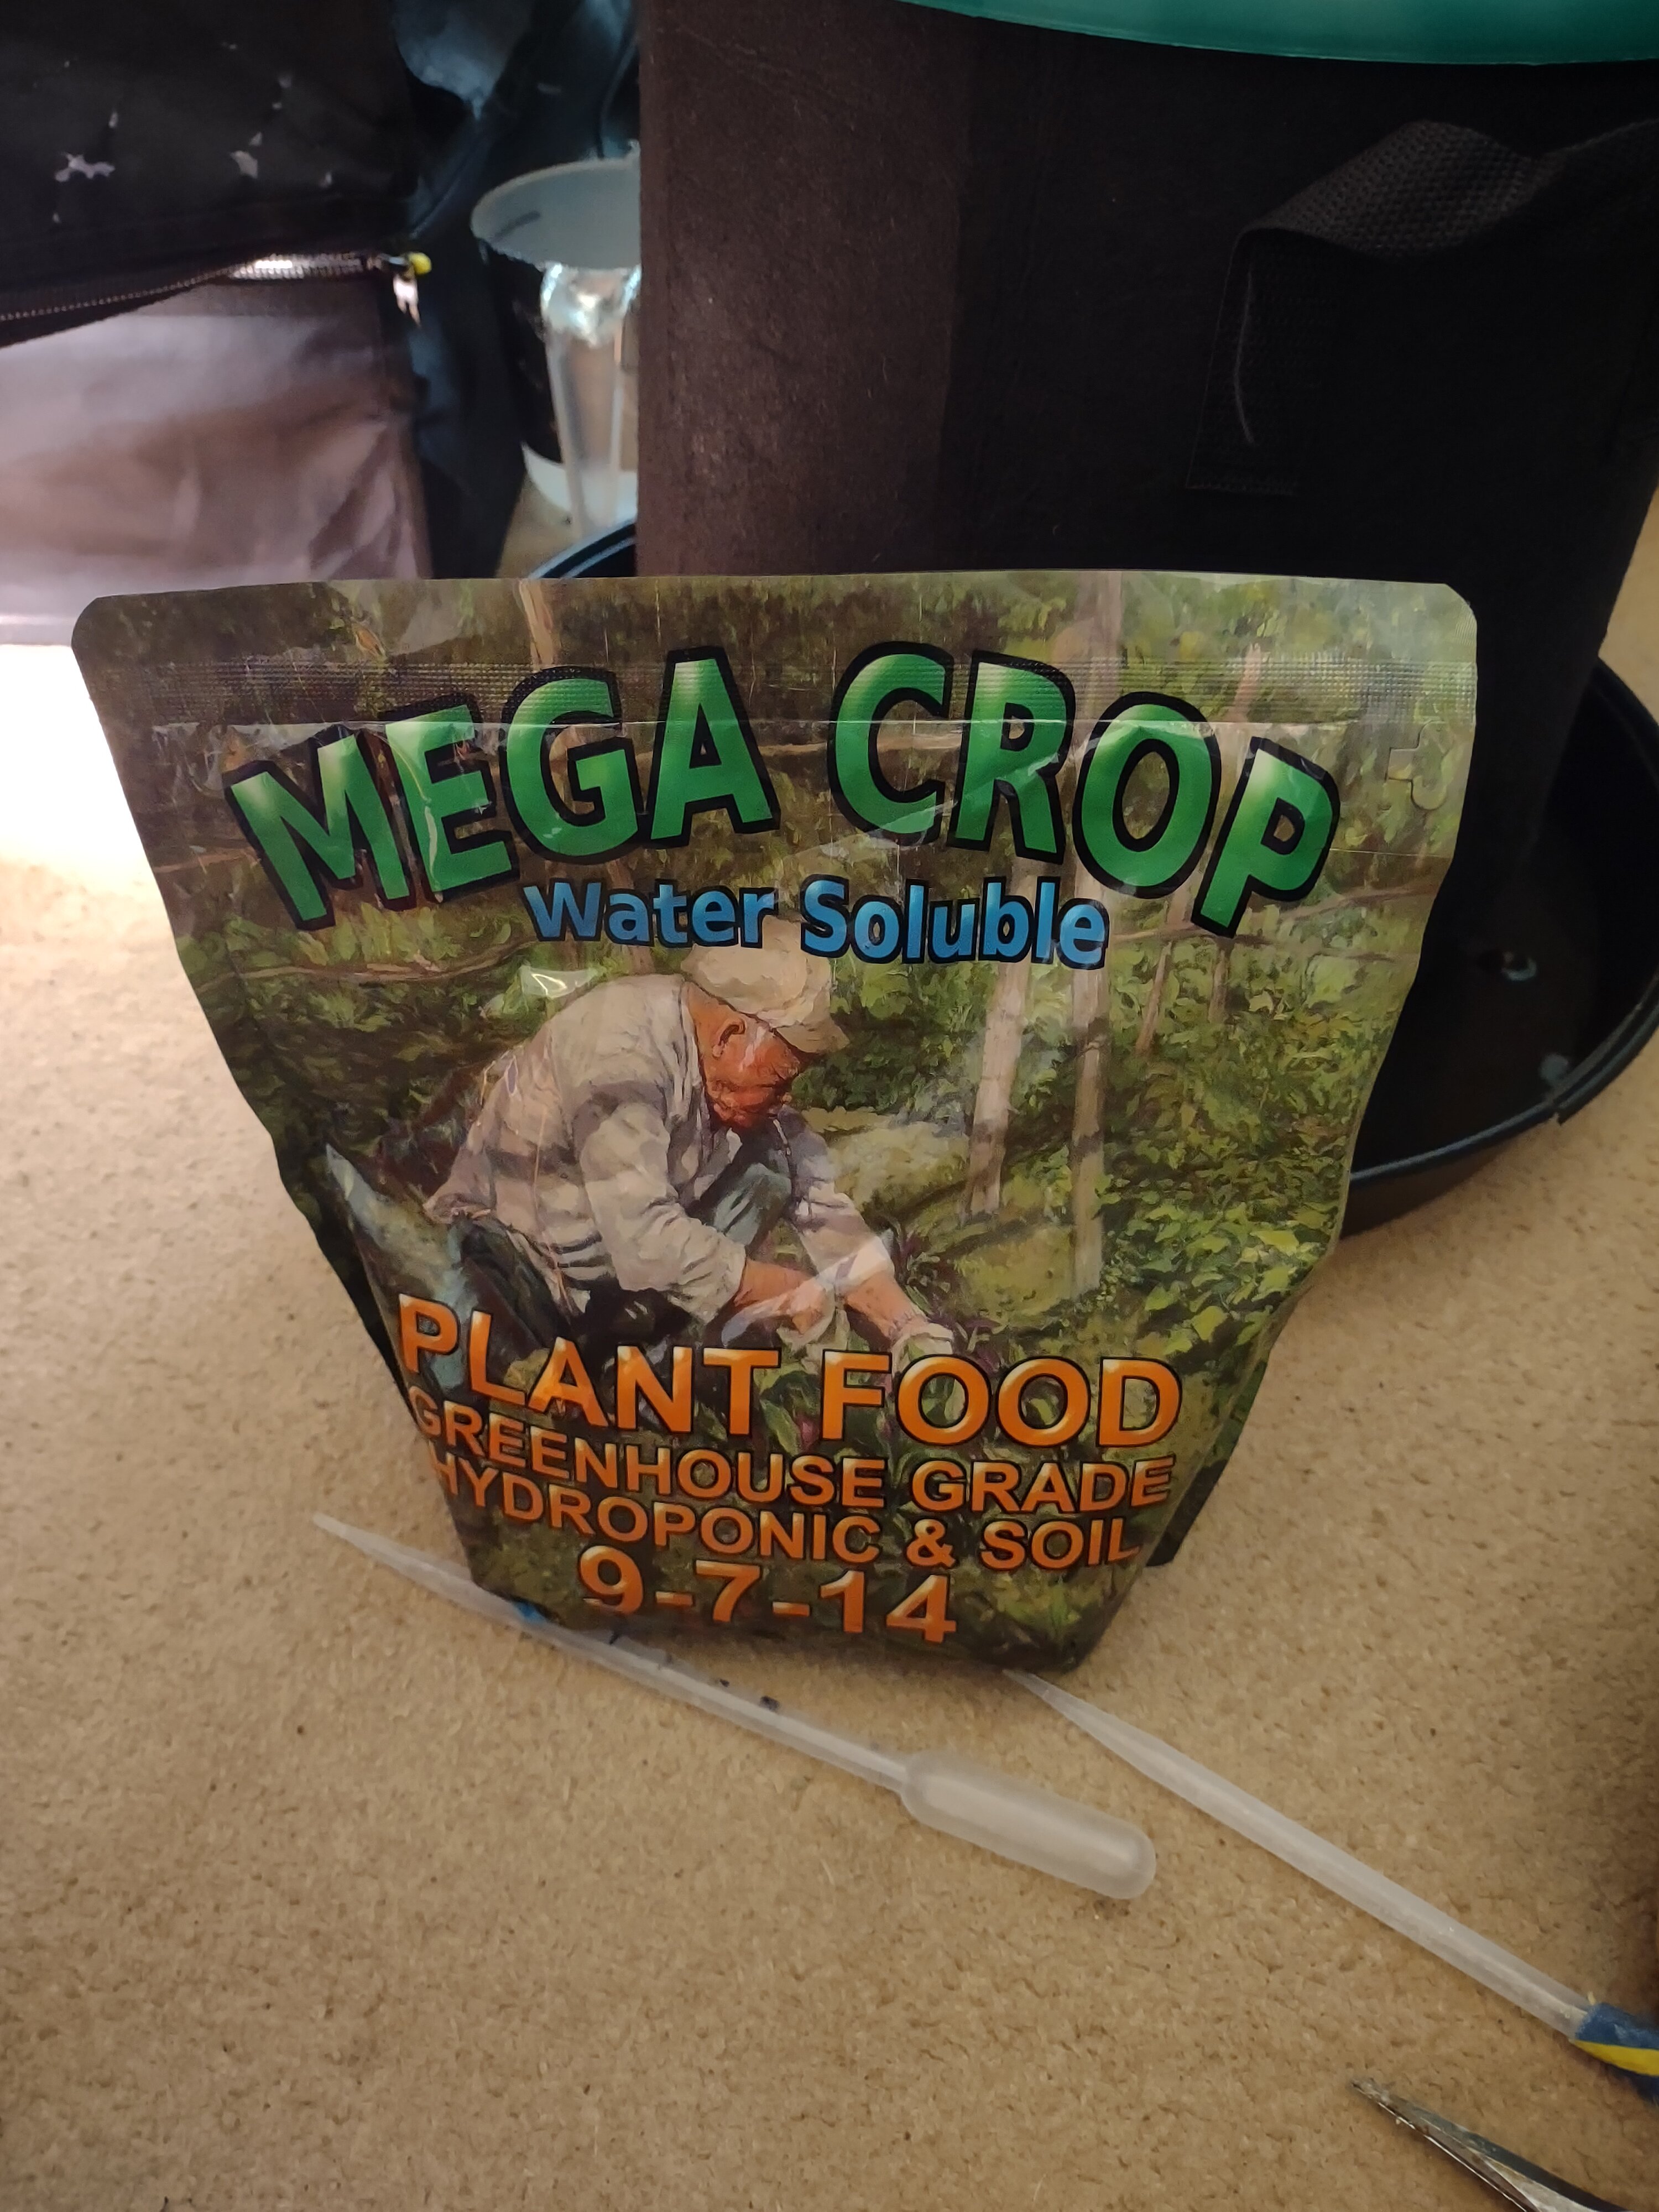 MEGA CROP
Water Soluble
PLANT FOOD
GREENHOUSE GRADE
HYDROPONIC & SOIL
9-7-14